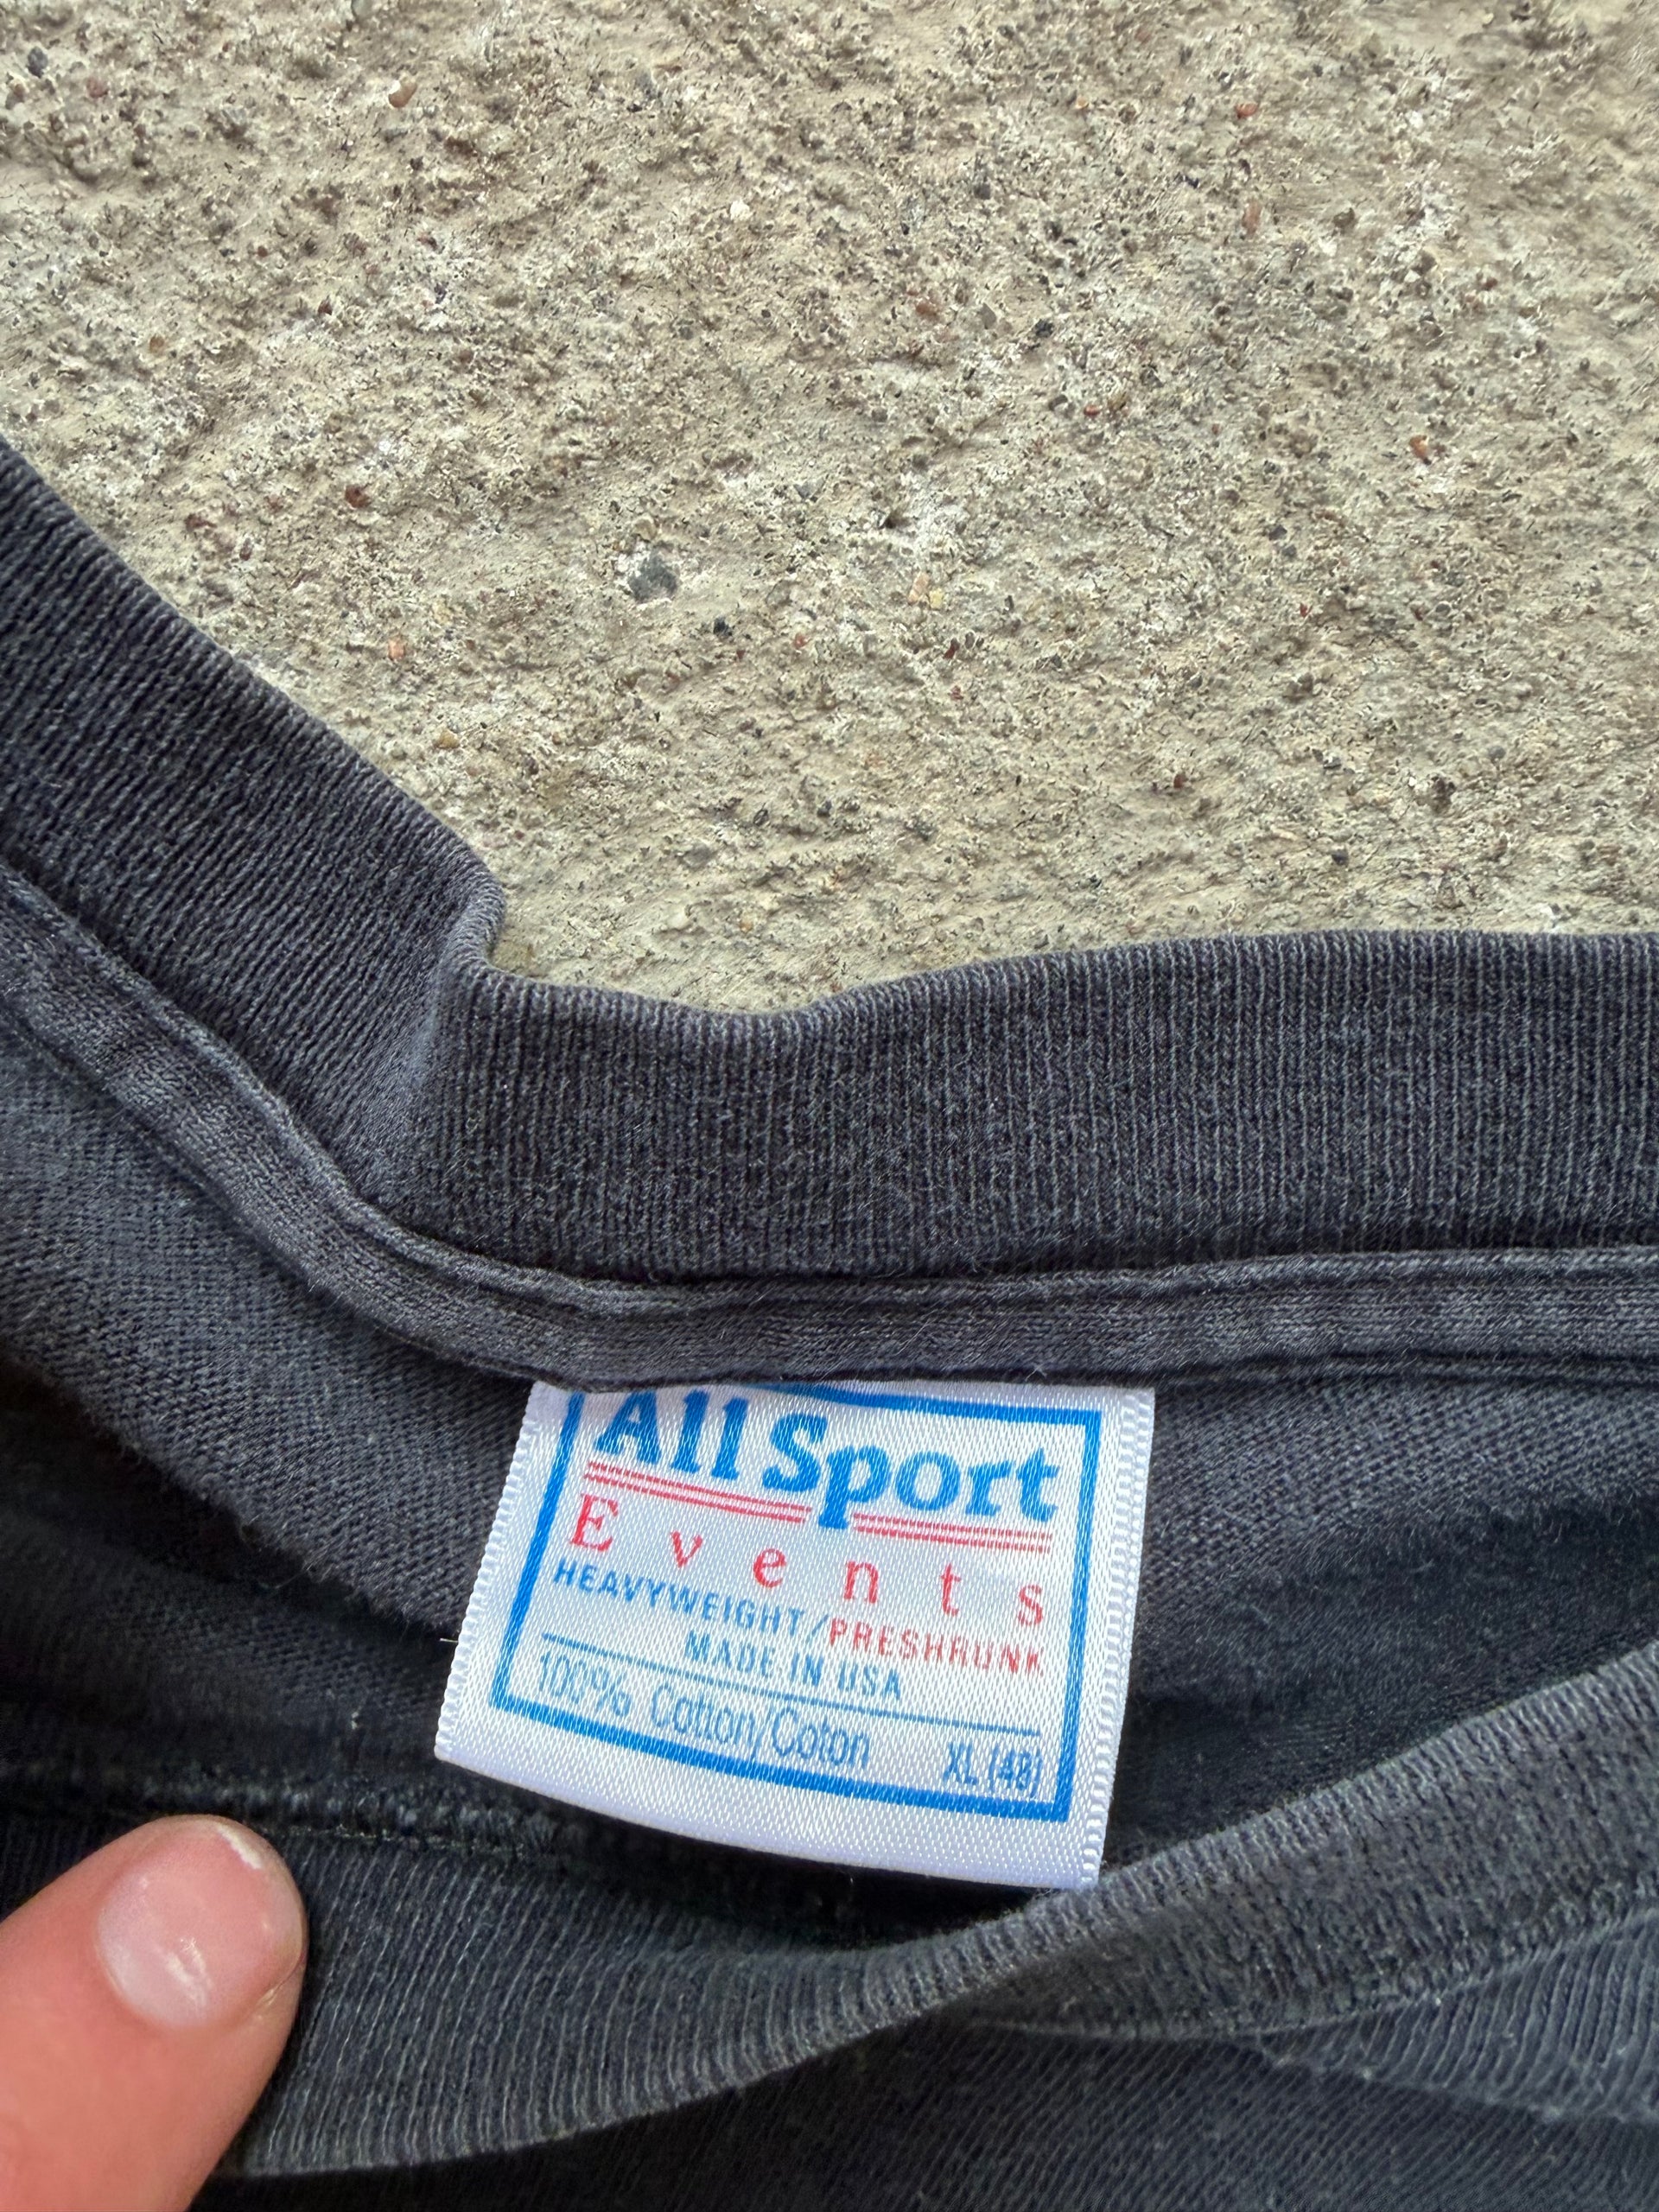 All Sport
Events
HEAVYWEIGHT/PRESHRUNK
MADE IN USA
100% Cotton/Coton XL (48)